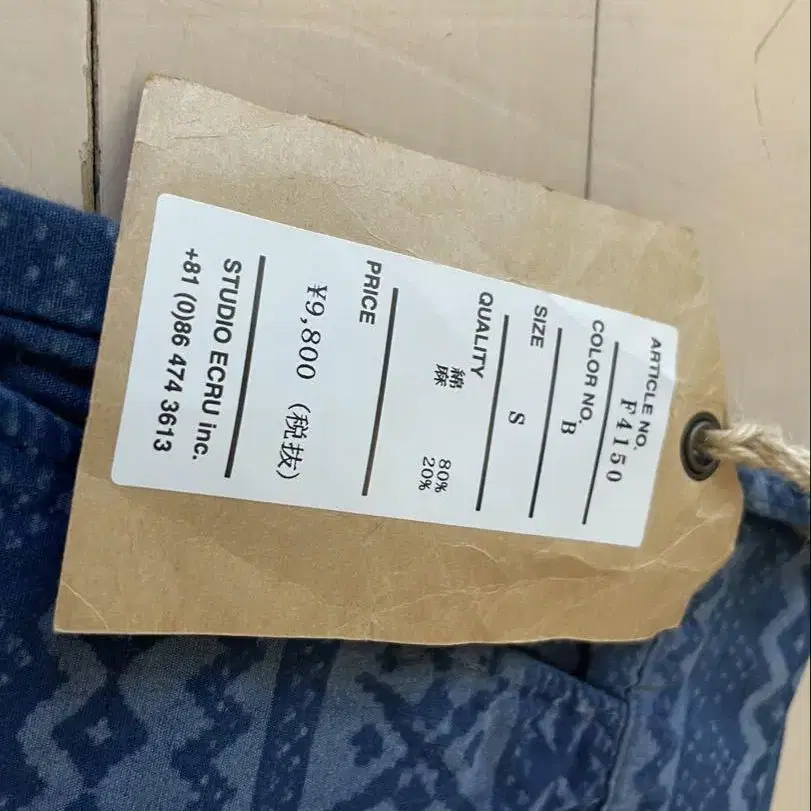 ARTICLE NO.
F4150
COLOR NO.
B
SIZE
S
QUALITY
綿 80%
麻 20%
PRICE
¥9,800 (税抜)
STUDIO ECRU inc.
+81 (0)86 474 3613